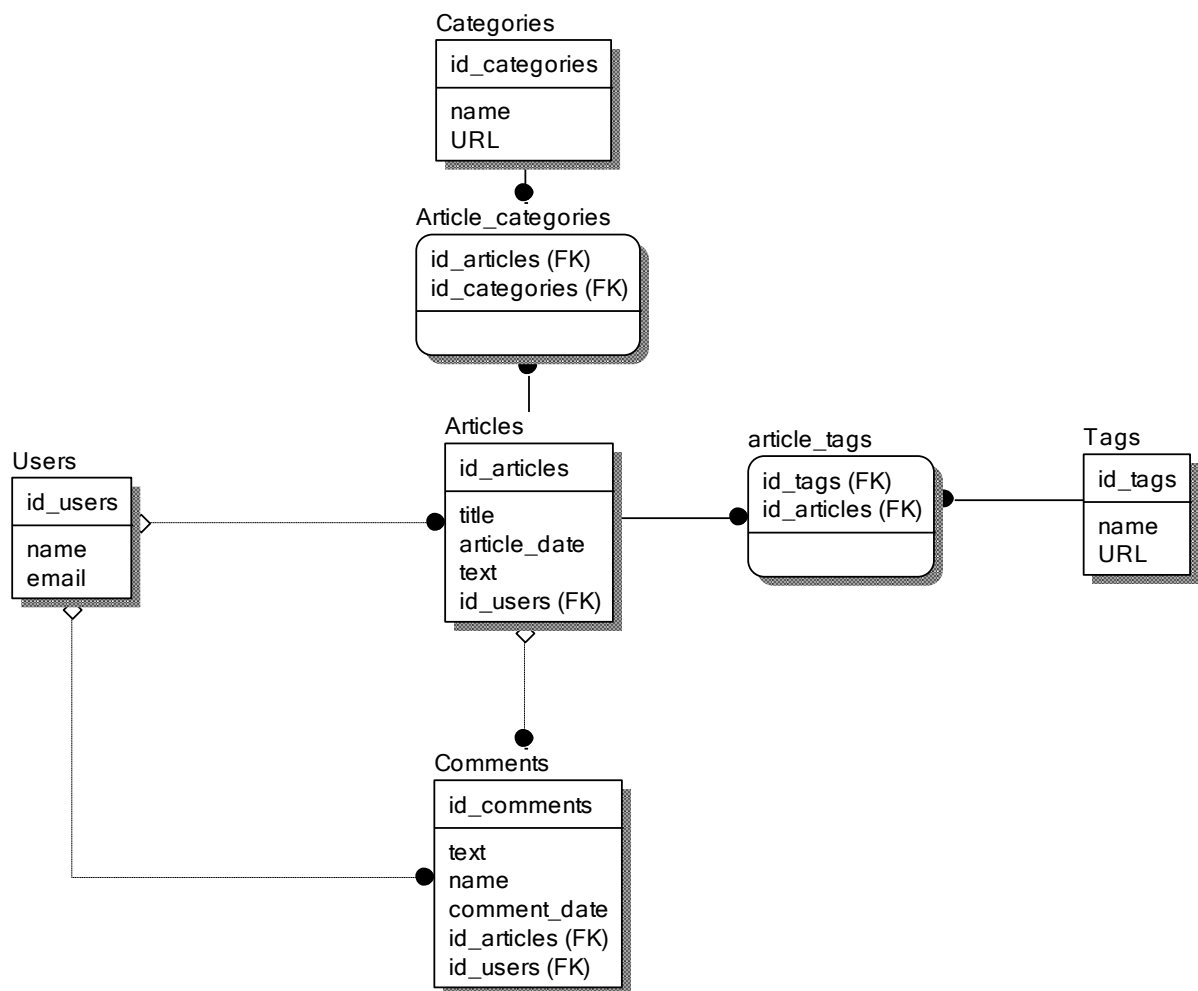 Categories
id_categories
name
URL
Article_categories
id_articles (FK)
id_categories (FK)
Articles
id_articles
title
article_date
text
id_users (FK)
Users
id_users
name
email
article_tags
id_tags (FK)
id_articles (FK)
Tags
id_tags
name
URL
Comments
id_comments
text
name
comment_date
id_articles (FK)
id_users (FK)